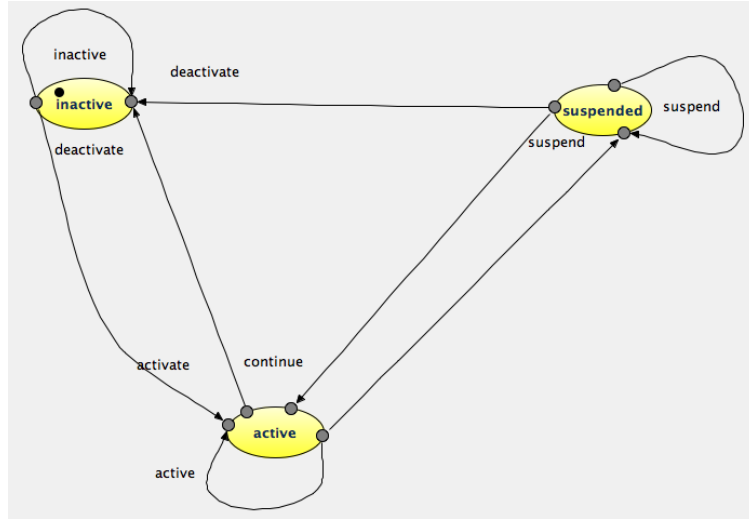 inactive
deactivate
inactive
suspended
suspend
deactivate
suspend
activate
continue
active
active